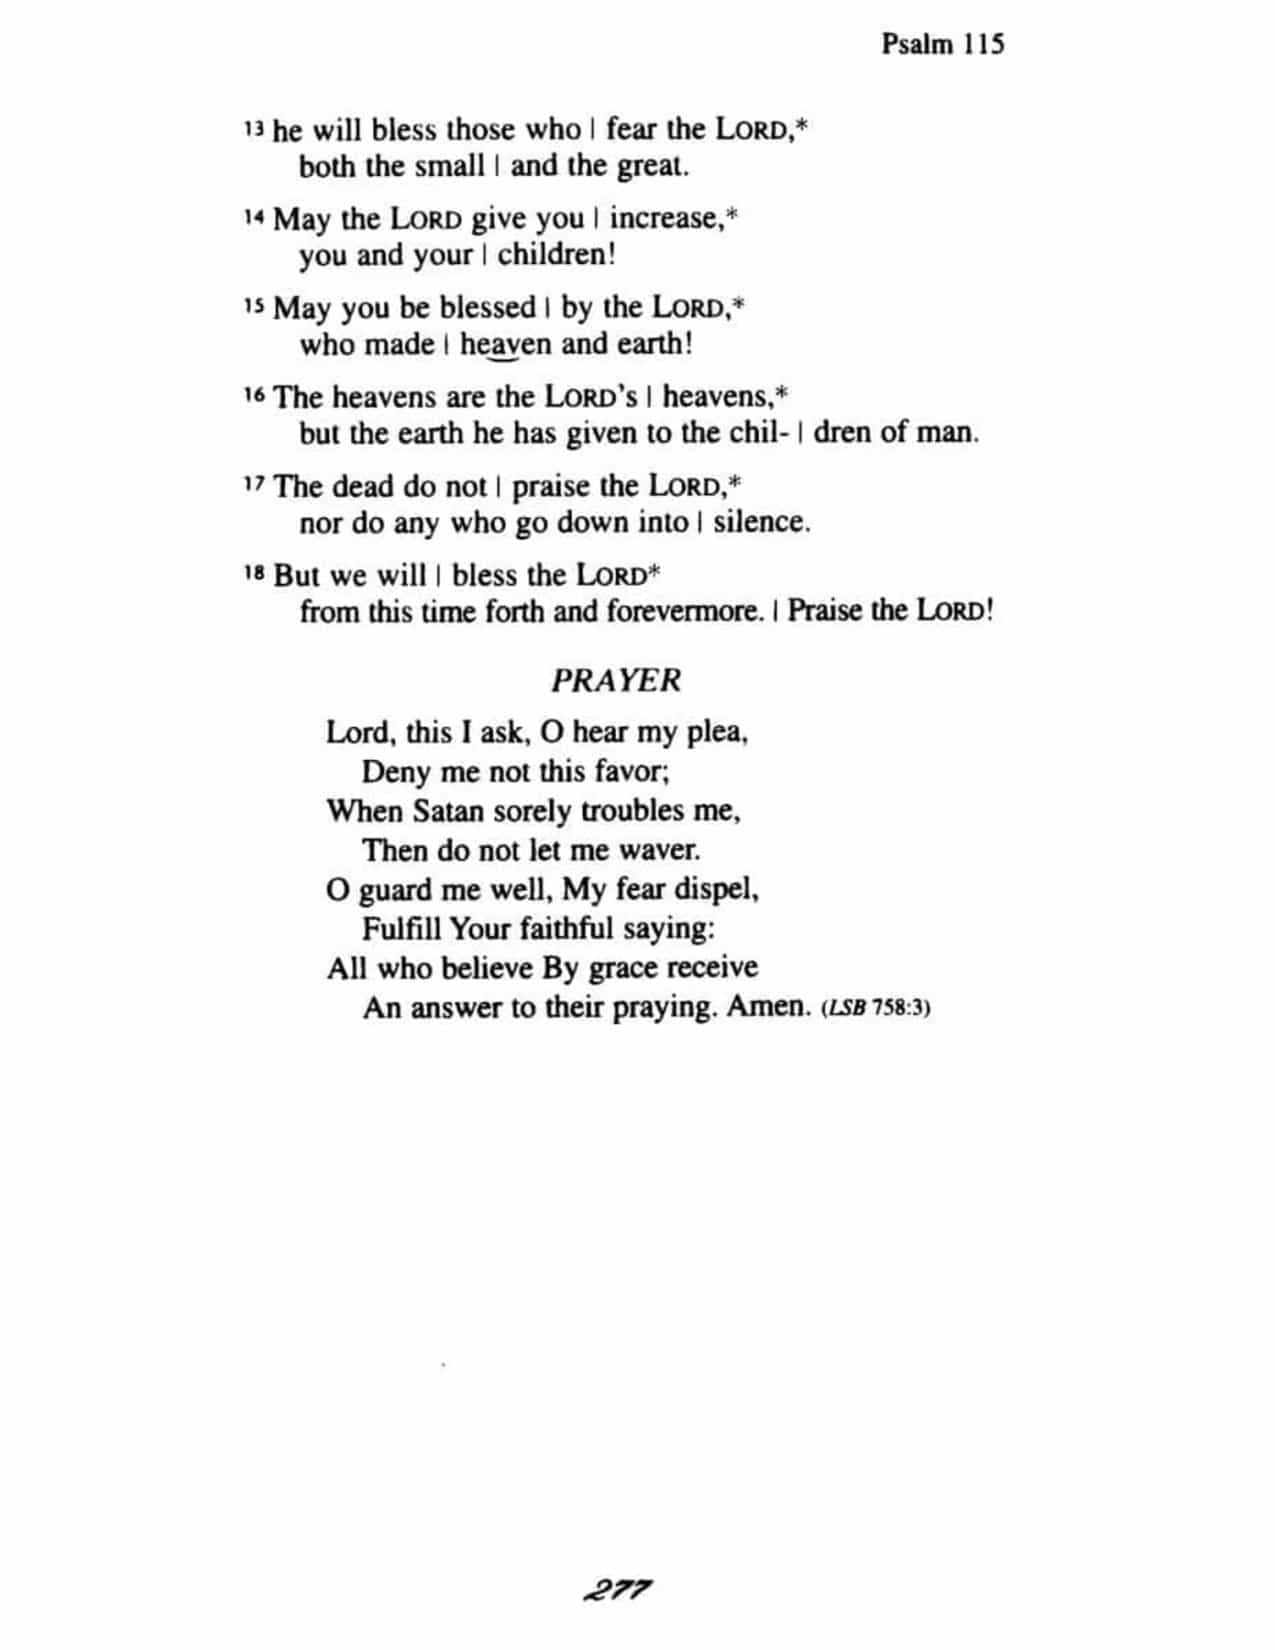 Psalm 115
13 he will bless those who | fear the LORD,*
both the small | and the great.
14 May the LORD give you | increase,*
you and your | children!
15 May you be blessed | by the LORD,*
who made | heaven and earth!
16 The heavens are the LORD's | heavens,*
but the earth he has given to the chil- | dren of man.
17 The dead do not | praise the LORD,*
nor do any who go down into | silence.
18 But we will | bless the LORD*
from this time forth and forevermore. | Praise the LORD!
PRAYER
Lord, this I ask, O hear my plea,
Deny me not this favor;
When Satan sorely troubles me,
Then do not let me waver.
O guard me well, My fear dispel,
Fulfill Your faithful saying:
All who believe By grace receive
An answer to their praying. Amen. (LSB 758:3)
277